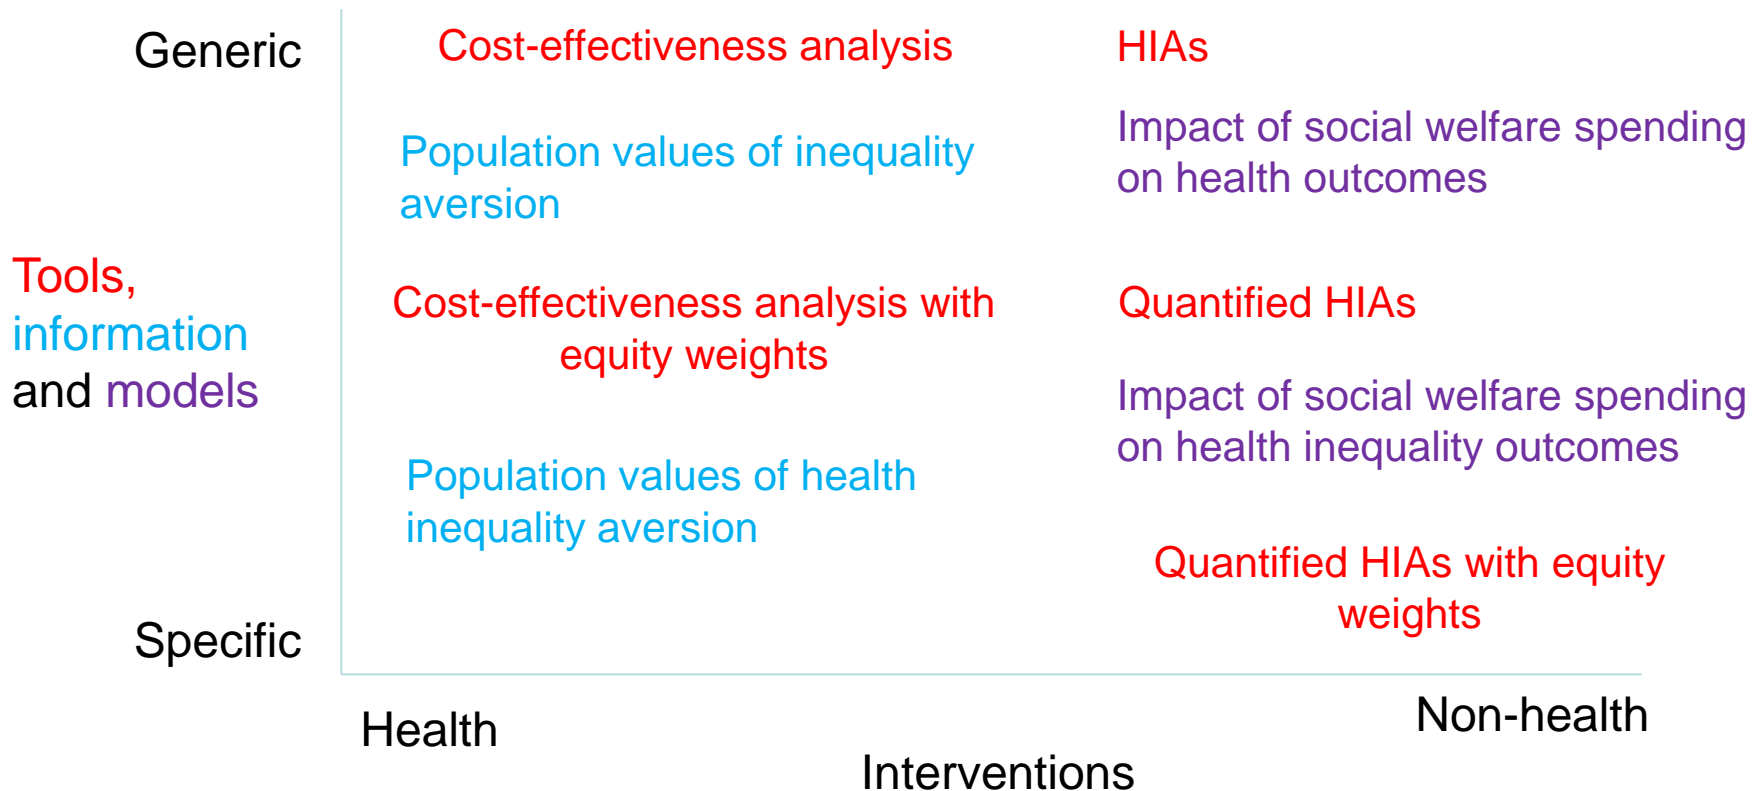 Generic
Cost-effectiveness analysis
HIAs
Population values of inequality
aversion
Impact of social welfare spending
on health outcomes
Tools,
information
and models
Cost-effectiveness analysis with
equity weights
Quantified HIAs
Impact of social welfare spending
on health inequality outcomes
Population values of health
inequality aversion
Quantified HIAs with equity
weights
Specific
Health
Non-health
Interventions